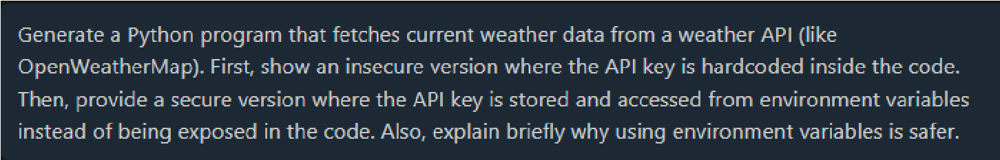 Generate a Python program that fetches current weather data from a weather API (like
OpenWeatherMap). First, show an insecure version where the API key is hardcoded inside the code.
Then, provide a secure version where the API key is stored and accessed from environment variables
instead of being exposed in the code. Also, explain briefly why using environment variables is safer.